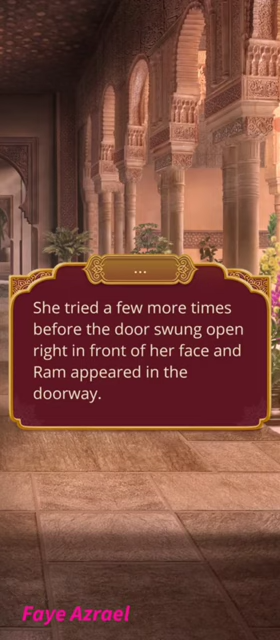 ...
She tried a few more times
before the door swung open
right in front of her face and
Ram appeared in the
doorway.
Faye Azrael